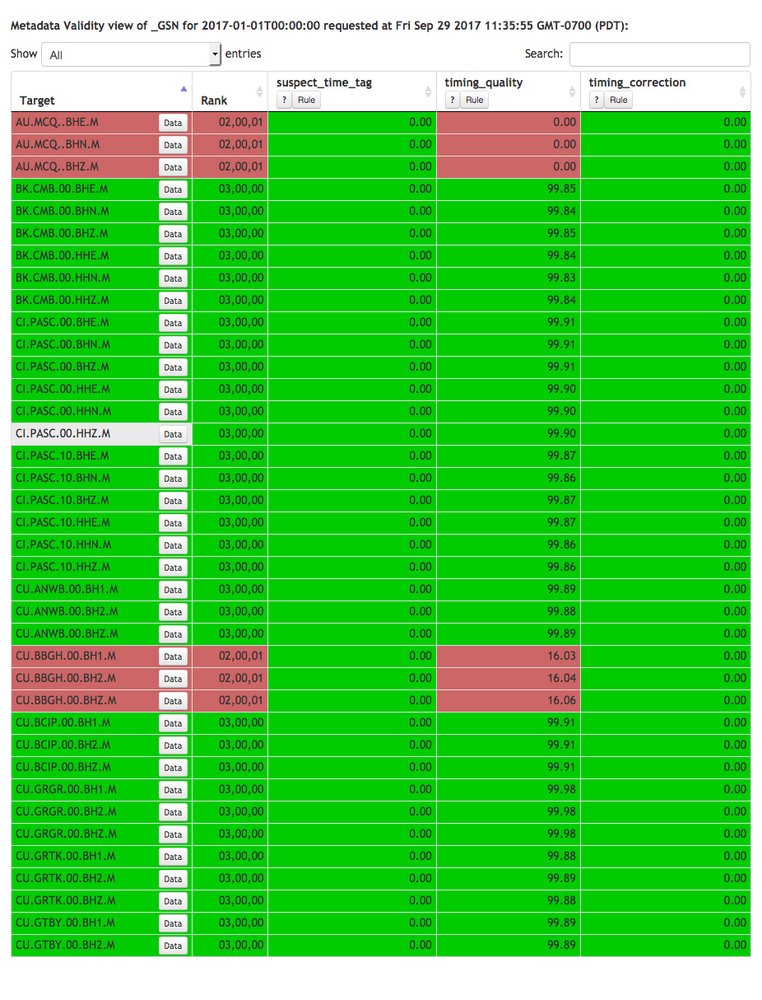 Metadata Validity view of _GSN for 2017-01-01T00:00:00 requested at Fri Sep 29 2017 11:35:55 GMT-0700 (PDT):
Show All entries Search:
Target Rank suspect_time_tag timing_quality timing_correction
? Rule ? Rule ? Rule
AU.MCQ..BHE.M Data 02,00,01 0.00 0.00 0.00
AU.MCQ..BHN.M Data 02,00,01 0.00 0.00 0.00
AU.MCQ..BHZ.M Data 02,00,01 0.00 0.00 0.00
BK.CMB.00.BHE.M Data 03,00,00 0.00 99.85 0.00
BK.CMB.00.BHN.M Data 03,00,00 0.00 99.84 0.00
BK.CMB.00.BHZ.M Data 03,00,00 0.00 99.85 0.00
BK.CMB.00.HHE.M Data 03,00,00 0.00 99.84 0.00
BK.CMB.00.HHN.M Data 03,00,00 0.00 99.83 0.00
BK.CMB.00.HHZ.M Data 03,00,00 0.00 99.84 0.00
CI.PASC.00.BHE.M Data 03,00,00 0.00 99.91 0.00
CI.PASC.00.BHN.M Data 03,00,00 0.00 99.91 0.00
CI.PASC.00.BHZ.M Data 03,00,00 0.00 99.91 0.00
CI.PASC.00.HHE.M Data 03,00,00 0.00 99.90 0.00
CI.PASC.00.HHN.M Data 03,00,00 0.00 99.90 0.00
CI.PASC.00.HHZ.M Data 03,00,00 0.00 99.90 0.00
CI.PASC.10.BHE.M Data 03,00,00 0.00 99.87 0.00
CI.PASC.10.BHN.M Data 03,00,00 0.00 99.86 0.00
CI.PASC.10.BHZ.M Data 03,00,00 0.00 99.87 0.00
CI.PASC.10.HHE.M Data 03,00,00 0.00 99.87 0.00
CI.PASC.10.HHN.M Data 03,00,00 0.00 99.86 0.00
CI.PASC.10.HHZ.M Data 03,00,00 0.00 99.86 0.00
CU.ANWB.00.BH1.M Data 03,00,00 0.00 99.89 0.00
CU.ANWB.00.BH2.M Data 03,00,00 0.00 99.88 0.00
CU.ANWB.00.BHZ.M Data 03,00,00 0.00 99.89 0.00
CU.BBGH.00.BH1.M Data 02,00,01 0.00 16.03 0.00
CU.BBGH.00.BH2.M Data 02,00,01 0.00 16.04 0.00
CU.BBGH.00.BHZ.M Data 02,00,01 0.00 16.06 0.00
CU.BCIP.00.BH1.M Data 03,00,00 0.00 99.91 0.00
CU.BCIP.00.BH2.M Data 03,00,00 0.00 99.91 0.00
CU.BCIP.00.BHZ.M Data 03,00,00 0.00 99.91 0.00
CU.GRGR.00.BH1.M Data 03,00,00 0.00 99.98 0.00
CU.GRGR.00.BH2.M Data 03,00,00 0.00 99.98 0.00
CU.GRGR.00.BHZ.M Data 03,00,00 0.00 99.98 0.00
CU.GRTK.00.BH1.M Data 03,00,00 0.00 99.88 0.00
CU.GRTK.00.BH2.M Data 03,00,00 0.00 99.89 0.00
CU.GRTK.00.BHZ.M Data 03,00,00 0.00 99.88 0.00
CU.GTBY.00.BH1.M Data 03,00,00 0.00 99.89 0.00
CU.GTBY.00.BH2.M Data 03,00,00 0.00 99.89 0.00